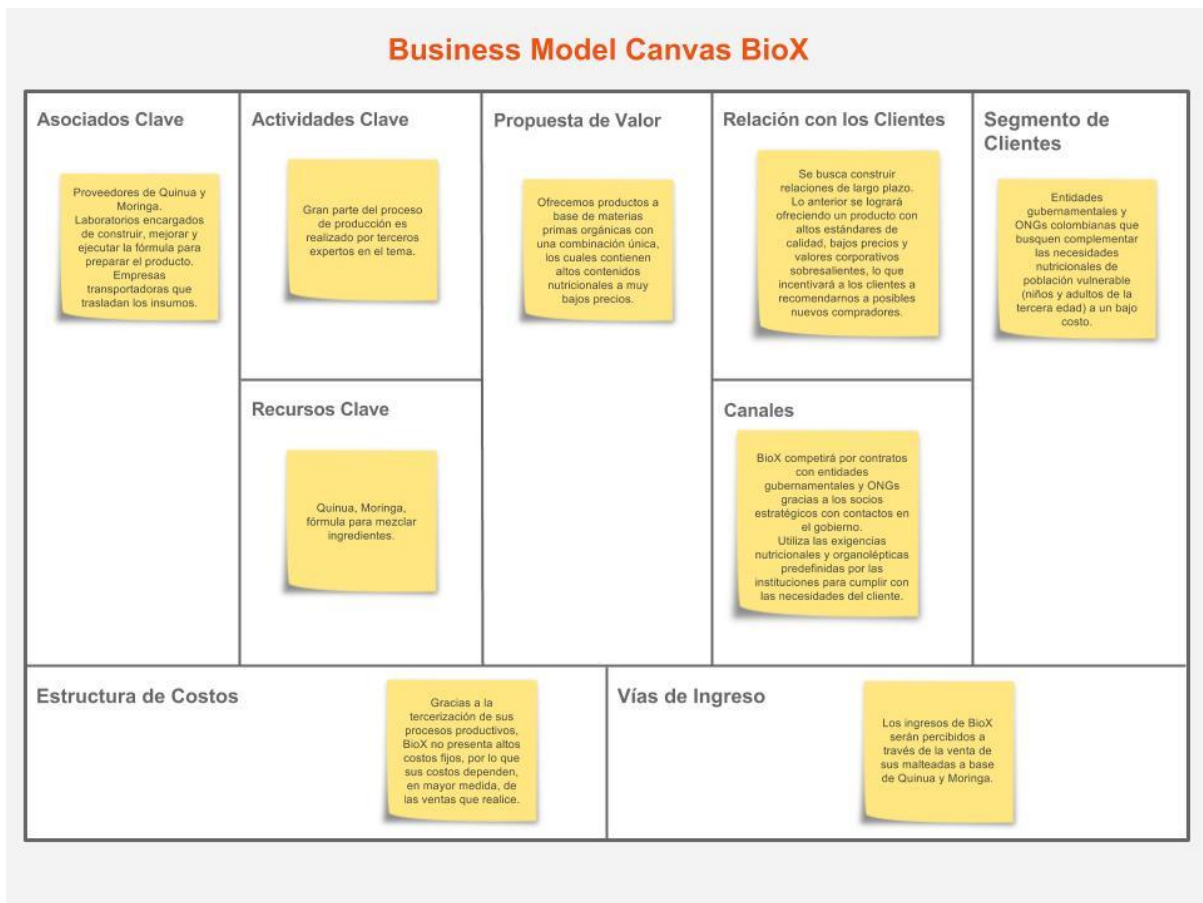 Business Model Canvas BioX
Asociados Clave
Proveedores de Quinua y
Moringa.
Laboratorios encargados
de construir, mejorar y
ejecutar la fórmula para
preparar el producto.
Empresas
transportadoras que
trasladan los insumos.
Actividades Clave
Gran parte del proceso
de producción es
realizado por terceros
expertos en el tema.
Recursos Clave
Quinua, Moringa,
fórmula para mezclar
ingredientes.
Propuesta de Valor
Ofrecemos productos a
base de materias
primas orgánicas con
una combinación única,
los cuales contienen
altos contenidos
nutricionales a muy
bajos precios.
Relación con los Clientes
Se busca construir
relaciones de largo plazo.
Lo anterior se logrará
ofreciendo un producto con
altos estándares de
calidad, bajos precios y
valores corporativos
sobresalientes, lo que
incentivará a los clientes a
recomendarnos a posibles
nuevos compradores.
Canales
BioX competirá por contratos
con entidades
gubernamentales y ONGs
gracias a los socios
estratégicos con contactos en
el gobierno.
Utiliza las exigencias
nutricionales y organolépticas
predefinidas por las
instituciones para cumplir con
las necesidades del cliente.
Segmento de
Clientes
Entidades
gubernamentales y
ONGs colombianas que
busquen complementar
las necesidades
nutricionales de
población vulnerable
(niños y adultos de la
tercera edad) a un bajo
costo.
Estructura de Costos
Gracias a la
tercerización de sus
procesos productivos,
BioX no presenta altos
costos fijos, por lo que
sus costos dependen,
en mayor medida, de
las ventas que realice.
Vías de Ingreso
Los ingresos de BioX
serán percibidos a
través de la venta de
sus malteadas a base
de Quinua y Moringa.